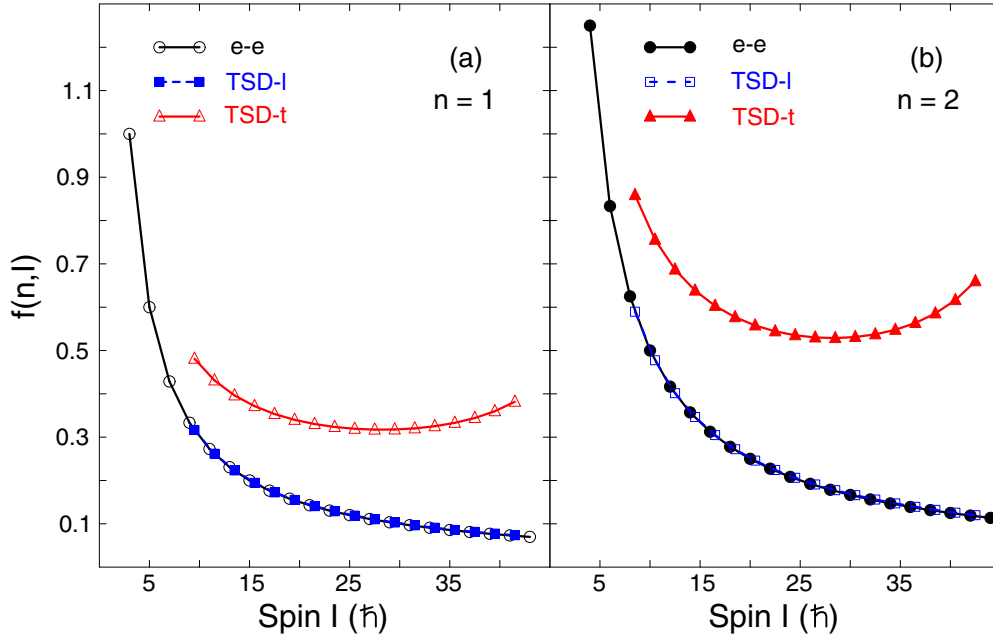 f(n,I)
1.1
0.9
0.7
0.5
0.3
0.1
e-e
TSD-l
TSD-t
(a)
n = 1
5
15
25
35
Spin I (ℏ)
e-e
TSD-l
TSD-t
(b)
n = 2
5
15
25
35
Spin I (ℏ)